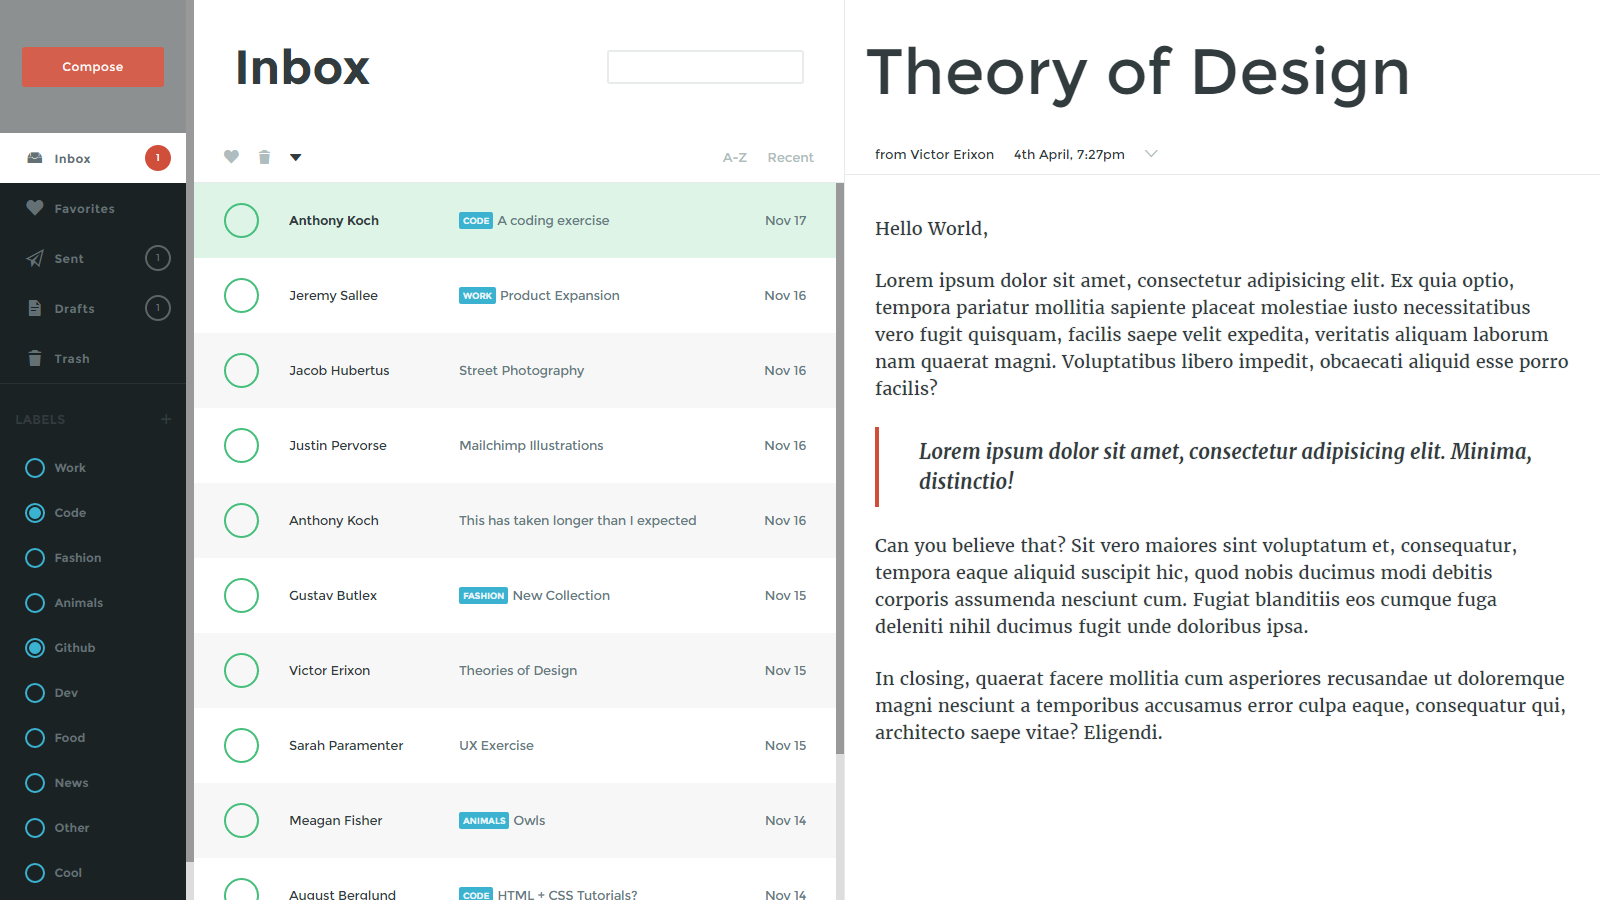 Compose
Inbox 1
Favorites
Sent 1
Drafts 1
Trash
LABELS +
Work
Code
Fashion
Animals
Github
Dev
Food
News
Other
Cool
Inbox
A-Z Recent
Anthony Koch CODE A coding exercise Nov 17
Jeremy Sallee WORK Product Expansion Nov 16
Jacob Hubertus Street Photography Nov 16
Justin Pervorse Mailchimp Illustrations Nov 16
Anthony Koch This has taken longer than I expected Nov 16
Gustav Butlex FASHION New Collection Nov 15
Victor Erixon Theories of Design Nov 15
Sarah Paramenter UX Exercise Nov 15
Meagan Fisher ANIMALS Owls Nov 14
August Berglund CODE HTML + CSS Tutorials? Nov 14
Theory of Design
from Victor Erixon 4th April, 7:27pm
Hello World,
Lorem ipsum dolor sit amet, consectetur adipisicing elit. Ex quia optio,
tempora pariatur mollitia sapiente placeat molestiae iusto necessitatibus
vero fugit quisquam, facilis saepe velit expedita, veritatis aliquam laborum
nam quaerat magni. Voluptatibus libero impedit, obcaecati aliquid esse porro
facilis?
Lorem ipsum dolor sit amet, consectetur adipisicing elit. Minima,
distinctio!
Can you believe that? Sit vero maiores sint voluptatum et, consequatur,
tempora eaque aliquid suscipit hic, quod nobis ducimus modi debitis
corporis assumenda nesciunt cum. Fugiat blanditiis eos cumque fuga
deleniti nihil ducimus fugit unde doloribus ipsa.
In closing, quaerat facere mollitia cum asperiores recusandae ut doloremque
magni nesciunt a temporibus accusamus error culpa eaque, consequatur qui,
architecto saepe vitae? Eligendi.